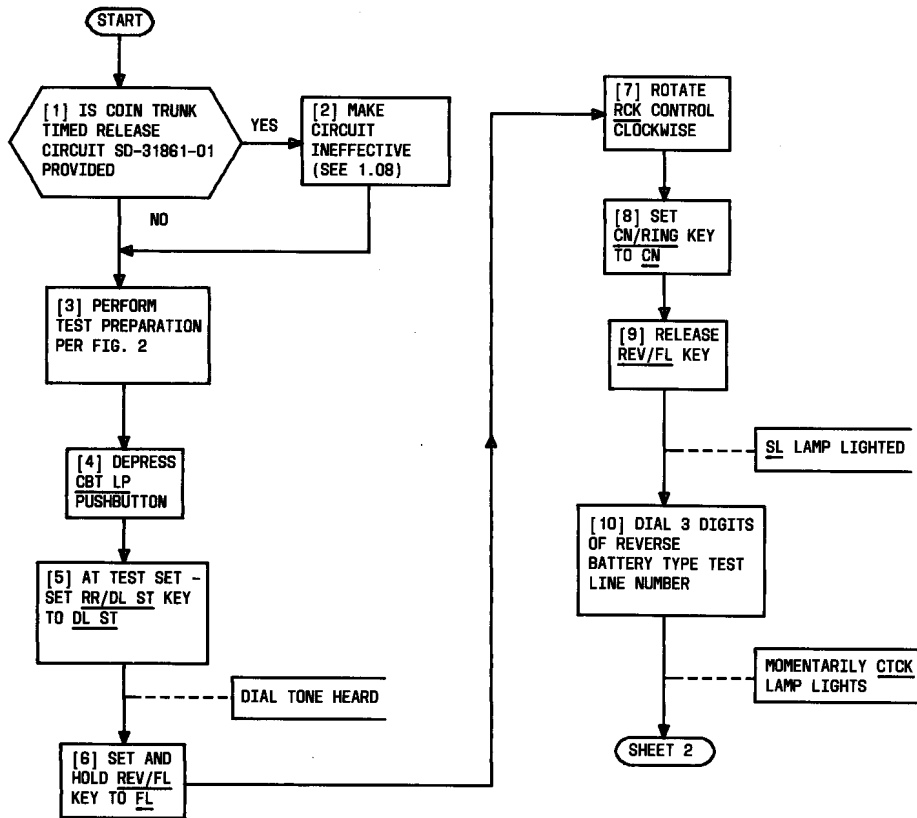 START
[1] IS COIN TRUNK
TIMED RELEASE
CIRCUIT SD-31861-01
PROVIDED
YES
[2] MAKE
CIRCUIT
INEFFECTIVE
(SEE 1.08)
NO
[3] PERFORM
TEST PREPARATION
PER FIG. 2
[4] DEPRESS
CBT LP
PUSHBUTTON
[5] AT TEST SET -
SET RR/DL ST KEY
TO DL ST
DIAL TONE HEARD
[6] SET AND
HOLD REV/FL
KEY TO FL
[7] ROTATE
RCK CONTROL
CLOCKWISE
[8] SET
CN/RING KEY
TO CN
[9] RELEASE
REV/FL KEY
SL LAMP LIGHTED
[10] DIAL 3 DIGITS
OF REVERSE
BATTERY TYPE TEST
LINE NUMBER
MOMENTARILY CTCK
LAMP LIGHTS
SHEET 2